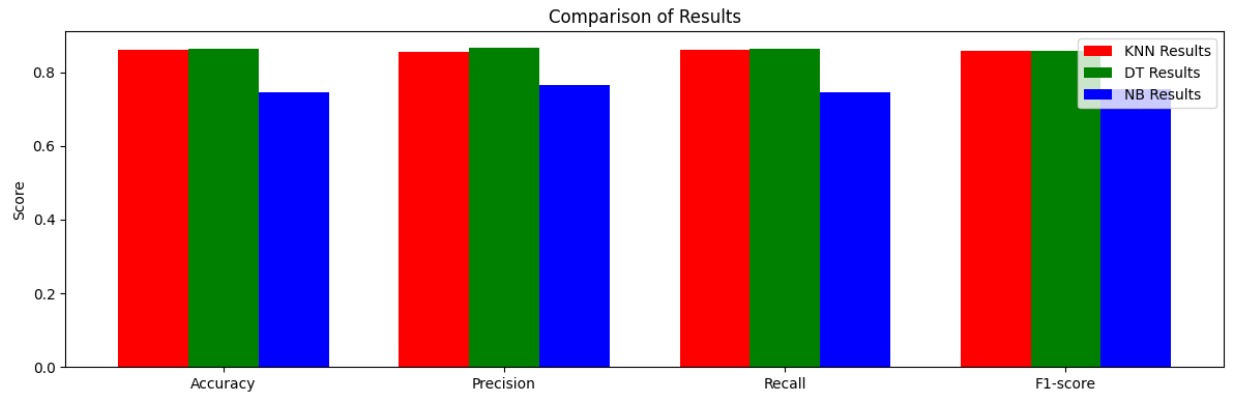 Comparison of Results
KNN Results
DT Results
NB Results
Score
0.8
0.6
0.4
0.2
0.0
Accuracy
Precision
Recall
F1-score